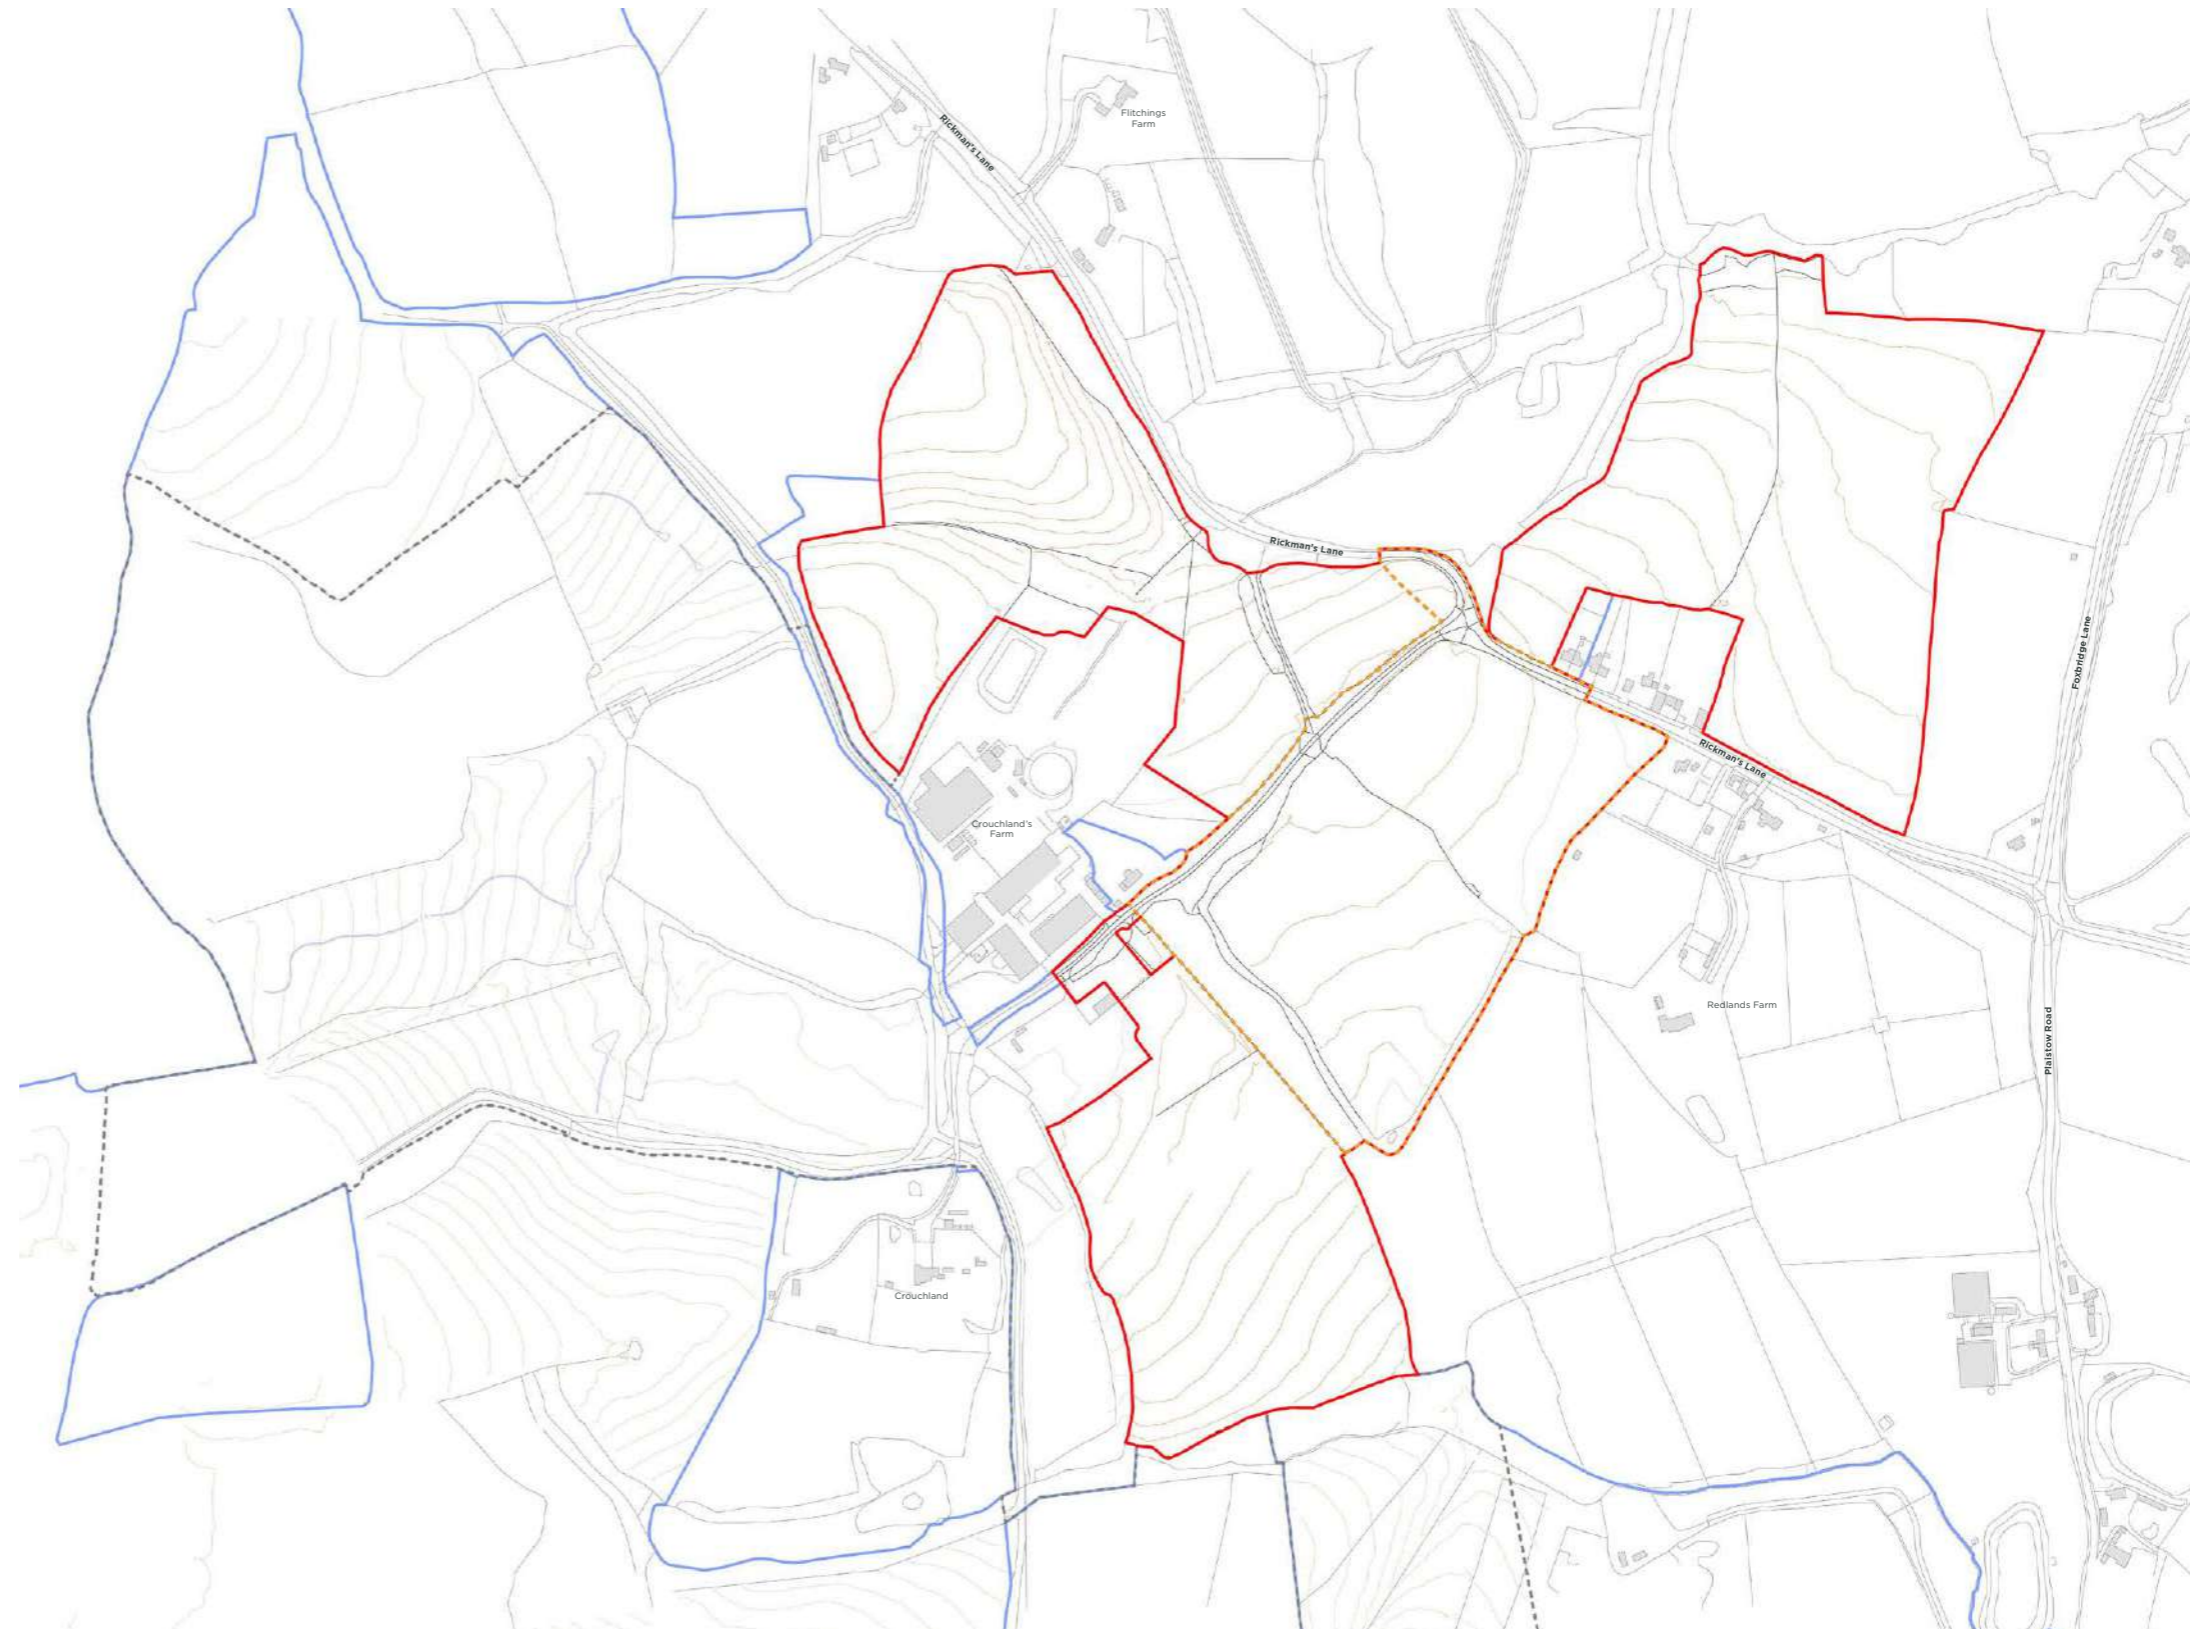 Flitchings
Farm
Rickman's Lane
Rickman's Lane
Foxbridge Lane
Rickman's Lane
Crouchland's
Farm
Redlands Farm
Plaistow Road
Crouchland